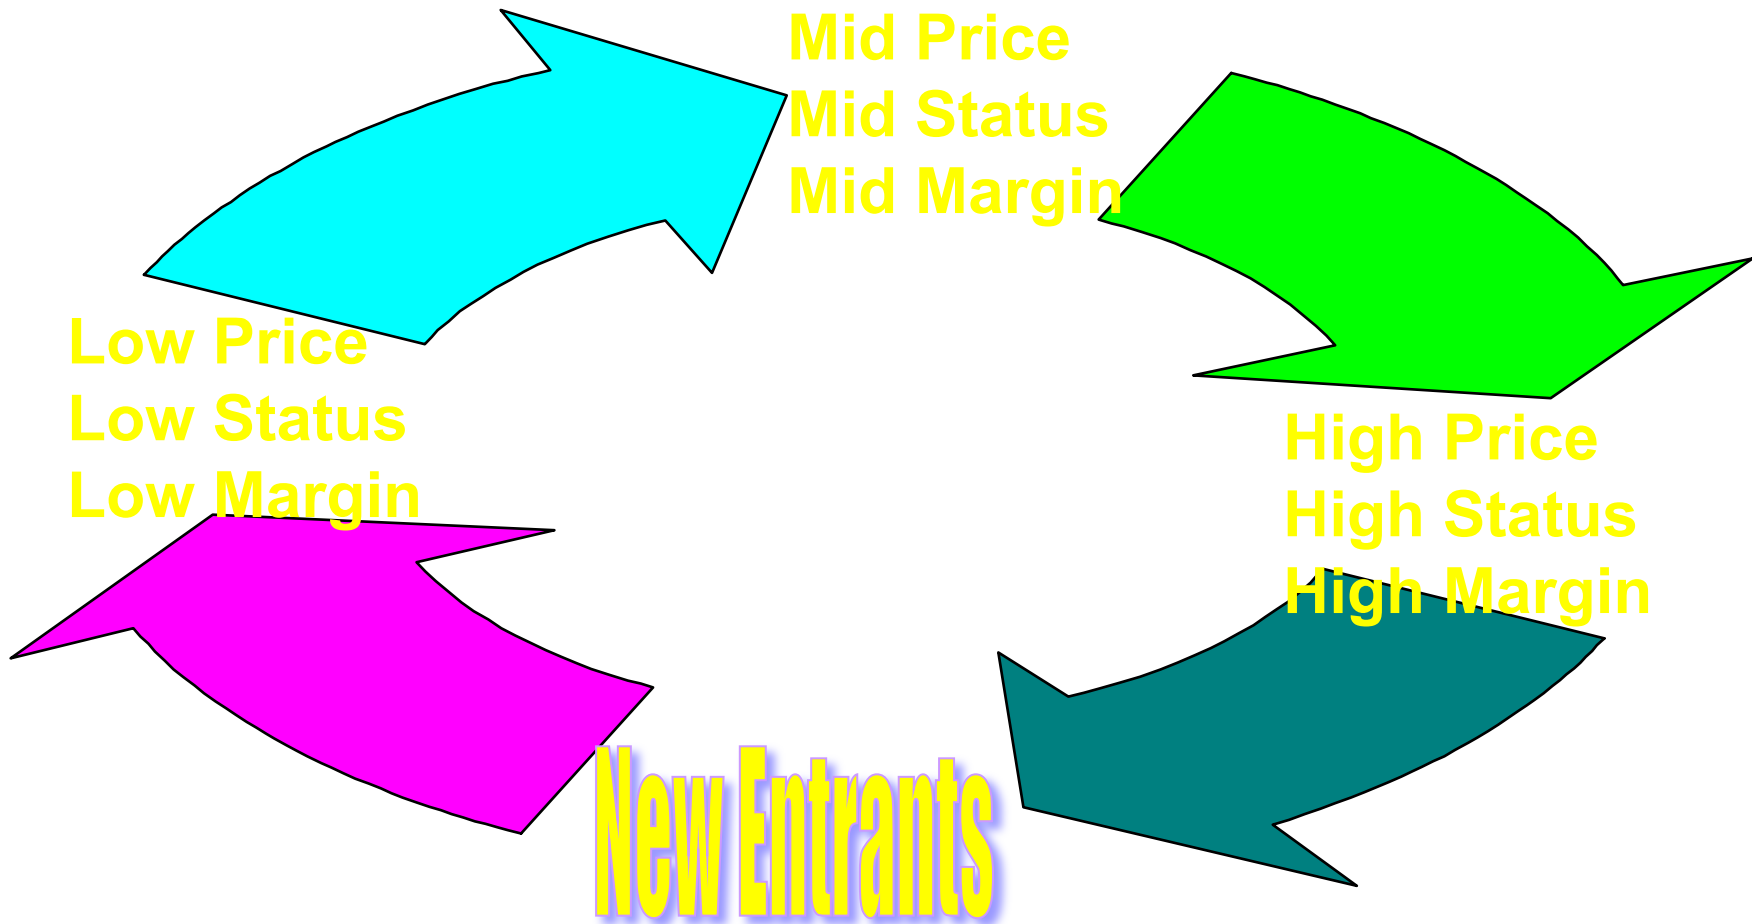 Mid Price
Mid Status
Mid Margin
Low Price
Low Status
Low Margin
High Price
High Status
High Margin
New Entrants